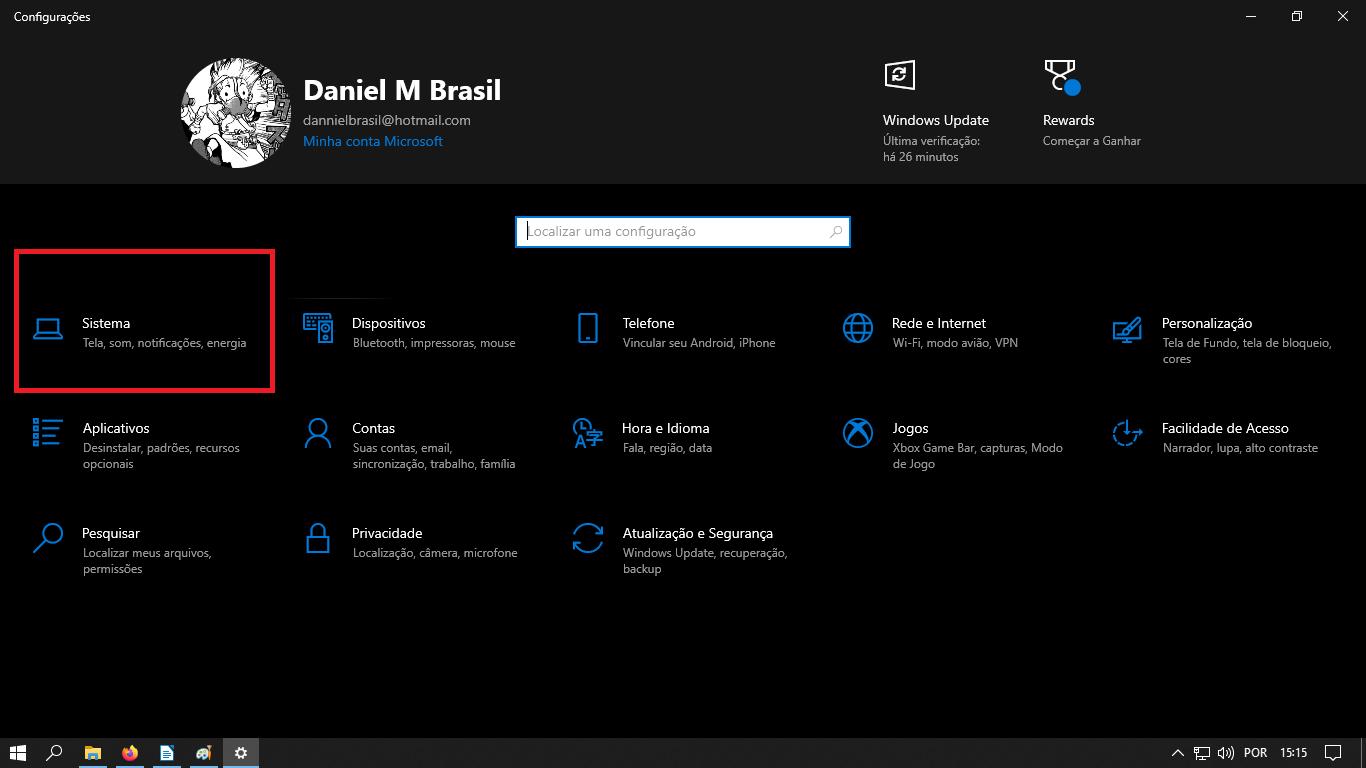 Configurações
Daniel M Brasil
dannielbrasil@hotmail.com
Minha conta Microsoft
Windows Update
Última verificação:
há 26 minutos
Rewards
Começar a Ganhar
Localizar uma configuração
Sistema
Tela, som, notificações, energia
Dispositivos
Bluetooth, impressoras, mouse
Telefone
Vincular seu Android, iPhone
Rede e Internet
Wi-Fi, modo avião, VPN
Personalização
Tela de Fundo, tela de bloqueio,
cores
Aplicativos
Desinstalar, padrões, recursos
opcionais
Contas
Suas contas, email,
sincronização, trabalho, família
Hora e Idioma
Fala, região, data
Jogos
Xbox Game Bar, capturas, Modo
de Jogo
Facilidade de Acesso
Narrador, lupa, alto contraste
Pesquisar
Localizar meus arquivos,
permissões
Privacidade
Localização, câmera, microfone
Atualização e Segurança
Windows Update, recuperação,
backup
POR
15:15